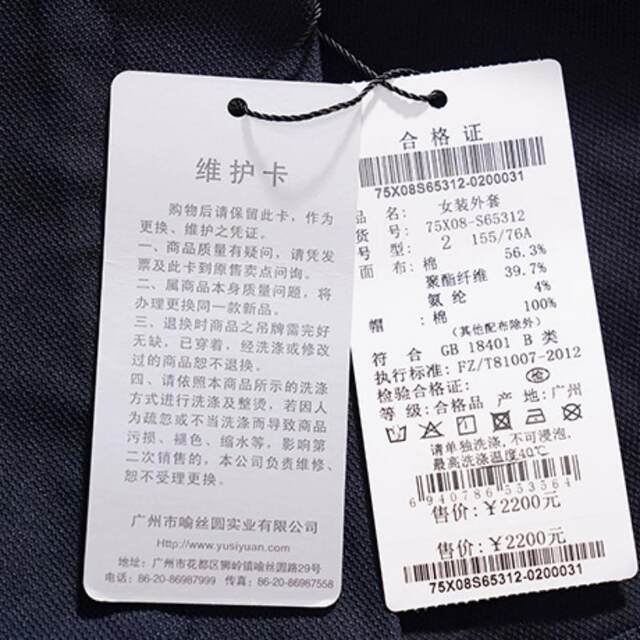 维护卡
购物后请保留此卡，作为
更换、维护之凭证。
一、商品质量有疑问，请凭发
票及此卡到原售卖点问询。
二、属商品本身质量问题，将
办理更换同一款新品。
三、退换时商品之吊牌需完好
无缺，已穿着，经洗涤或修改
过的商品恕不退换。
四、请依照本商品所示的洗涤
方式进行洗涤及整烫，若因人
为疏忽或不当洗涤而导致商品
污损、褪色、缩水等，影响第
二次销售的，本公司负责维修、
恕不受理更换。
广州市喻丝圆实业有限公司
Http://www.yusiyuan.com
地址：广州市花都区狮岭镇喻丝圆路29号
电话：86-20-86987999 传真：86-20-86987558
合格证
75X08S65312-0200031
品名：女装外套
货号：75X08-S65312
号型：2 155/76A
面布：棉 56.3%
聚酯纤维 39.7%
氨纶 4%
帽：棉 100%
（其他配布除外）
符合 GB 18401 B 类
执行标准：FZ/T81007-2012
检验合格证：
等级：合格品 产地：广州
请单独洗涤，不可浸泡，
最高洗涤温度40℃
6940786553564
售价：￥2200元
售价：￥2200元
75X08S65312-0200031